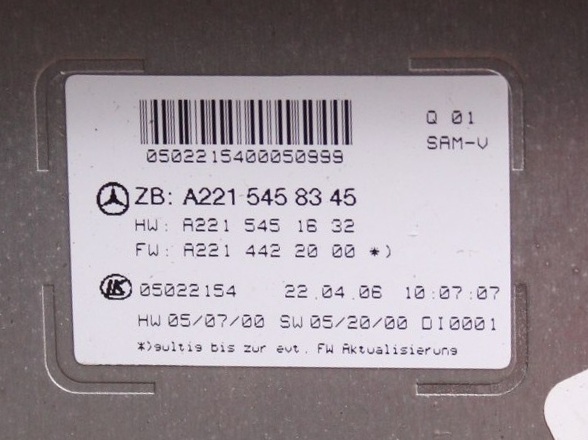 Q 01
SAM-V
0502215400050999
ZB: A221 545 83 45
HW: A221 545 16 32
FW: A221 442 20 00 *)
LK 05022154 22.04.06 10:07:07
HW 05/07/00 SW 05/20/00 DI0001
*)gultig bis zur evt. FW Aktualisierung